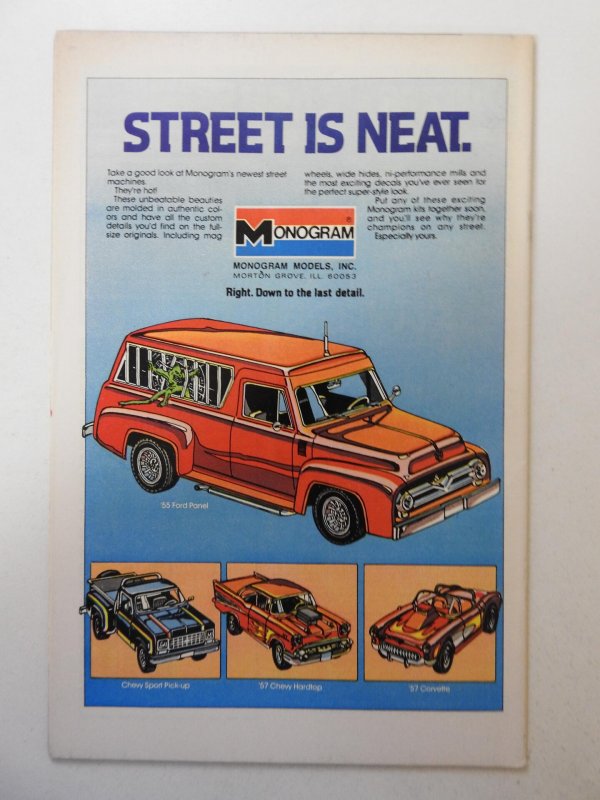 STREET IS NEAT.
Take a good look at Monogram's newest street
machines.
They're hot!
These unbeatable beauties
are molded in authentic col-
ors and have all the custom
details you'd find on the full-
size originals. Including mag
wheels, wide hides, hi-performance mills and
the most exciting decals you've ever seen for
the perfect super-style look.
Put any of these exciting
Monogram kits together soon,
and you'll see why they're
champions on any street.
Especially yours.
MONOGRAM®
MONOGRAM MODELS, INC.
MORTON GROVE, ILL. 60053
Right. Down to the last detail.
'55 Ford Panel
Chevy Sport Pick-up
'57 Chevy Hardtop
'57 Corvette